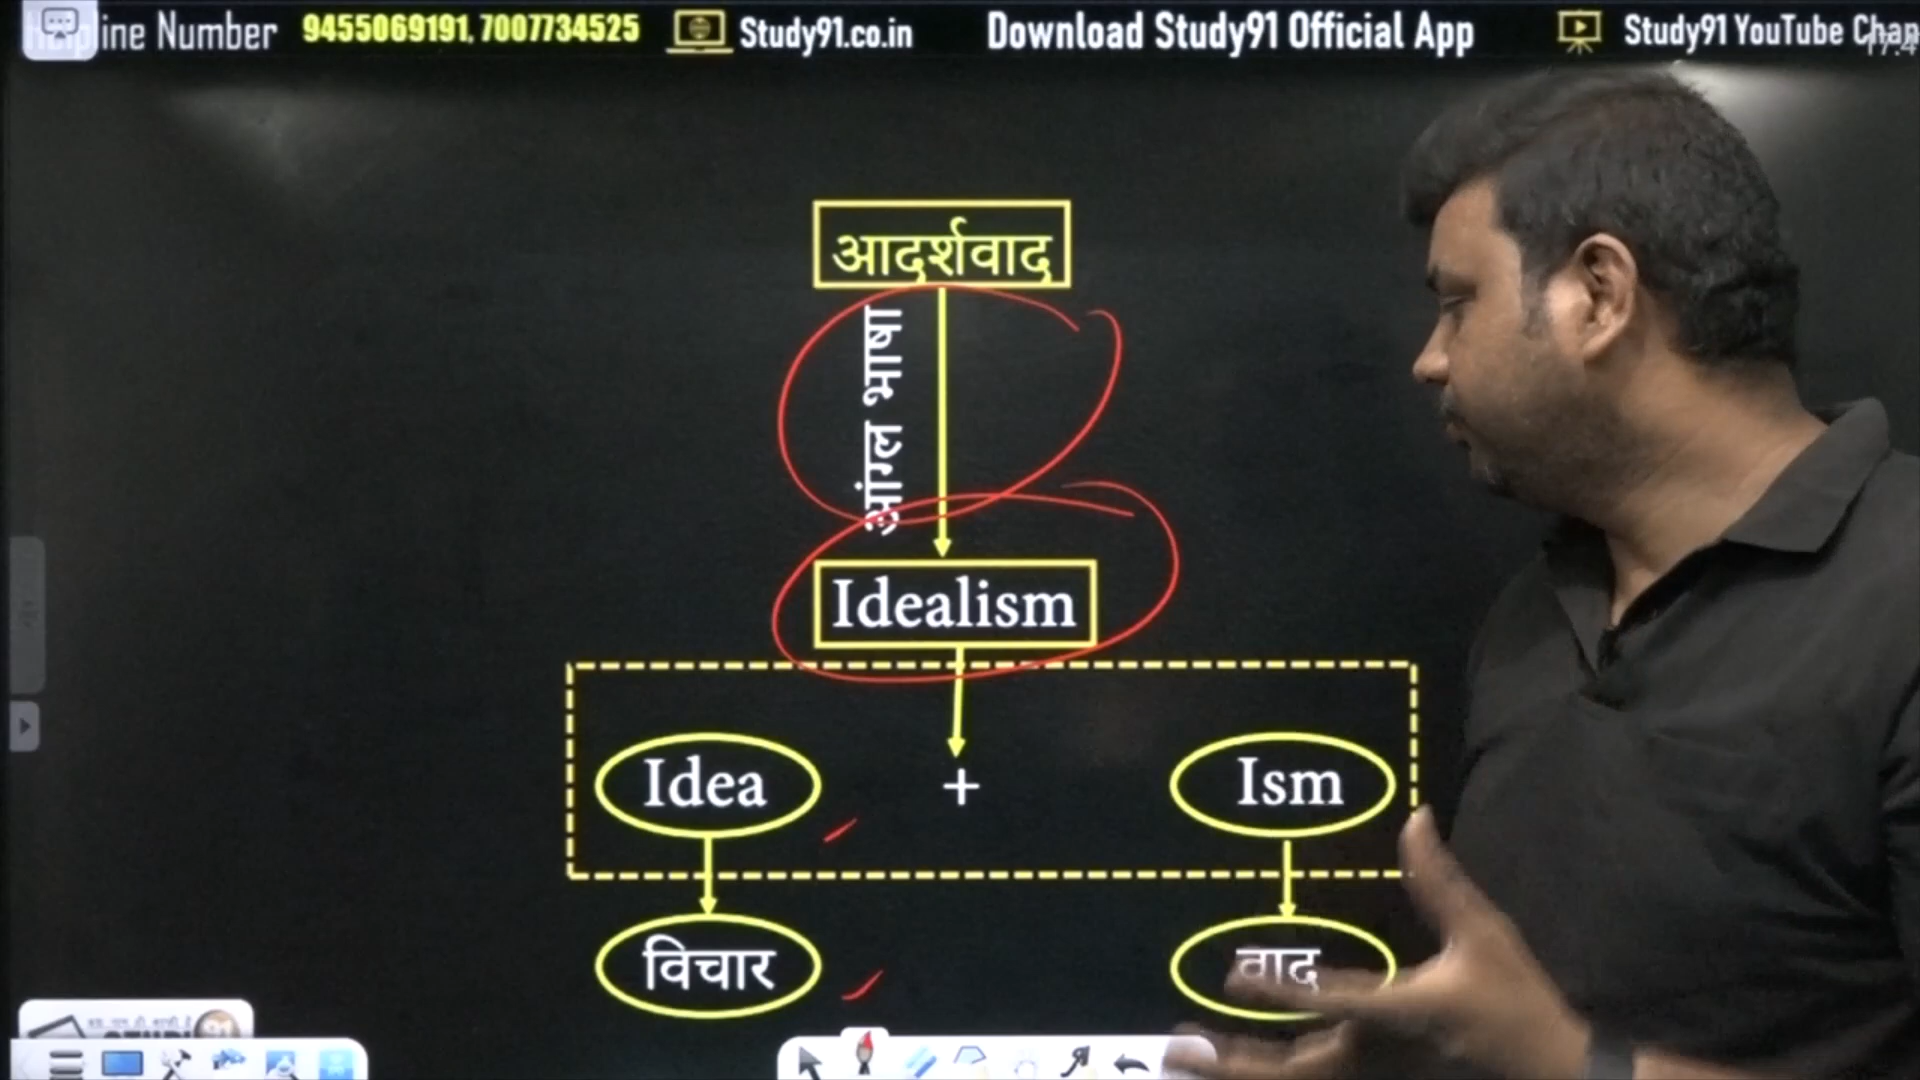 ine Number 9455069191, 7007734525 Study91.co.in Download Study91 Official App Study91 YouTube Chan
आदर्शवाद
आंग्ल भाषा
Idealism
Idea + Ism
विचार वाद